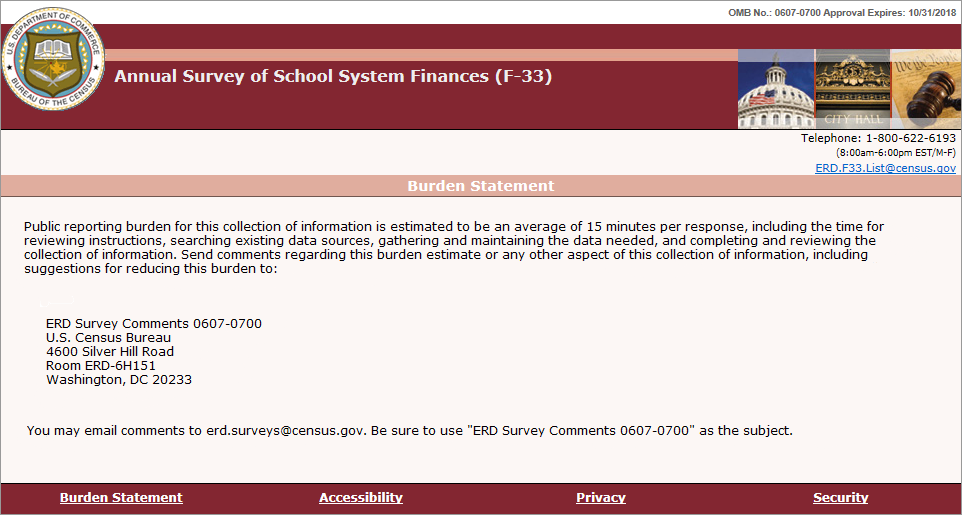 OMB No.: 0607-0700 Approval Expires: 10/31/2018
U.S. DEPARTMENT OF COMMERCE
BUREAU OF THE CENSUS
Annual Survey of School System Finances (F-33)
CITY HALL
Telephone: 1-800-622-6193
(8:00am-6:00pm EST/M-F)
ERD.F33.List@census.gov
Burden Statement
Public reporting burden for this collection of information is estimated to be an average of 15 minutes per response, including the time for
reviewing instructions, searching existing data sources, gathering and maintaining the data needed, and completing and reviewing the
collection of information. Send comments regarding this burden estimate or any other aspect of this collection of information, including
suggestions for reducing this burden to:
ERD Survey Comments 0607-0700
U.S. Census Bureau
4600 Silver Hill Road
Room ERD-6H151
Washington, DC 20233
You may email comments to erd.surveys@census.gov. Be sure to use "ERD Survey Comments 0607-0700" as the subject.
Burden Statement Accessibility Privacy Security